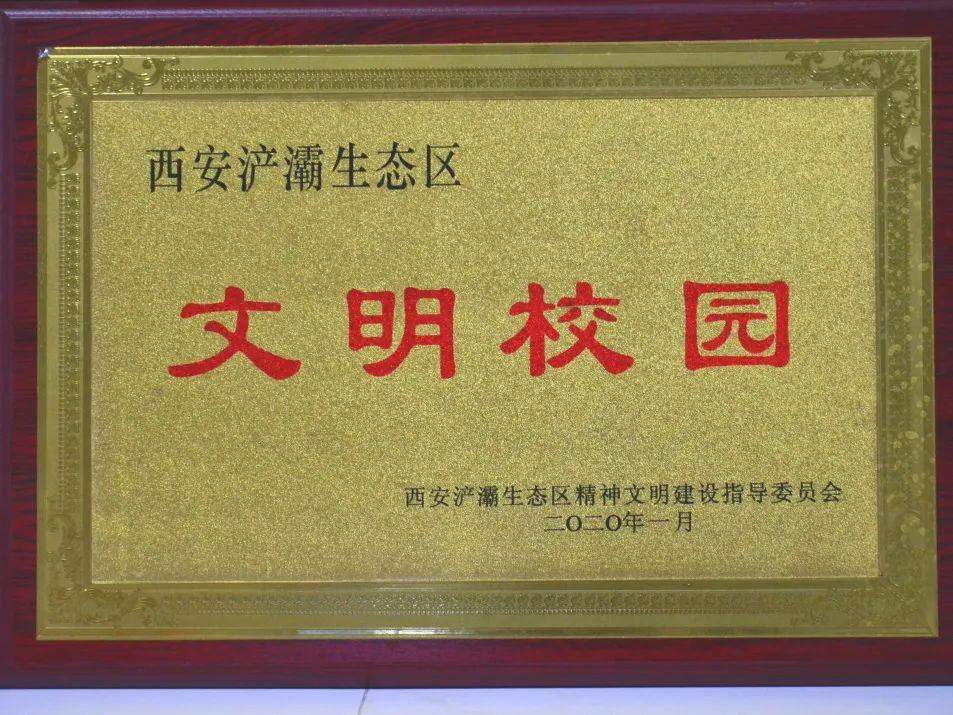 西安浐灞生态区
文明校园
西安浐灞生态区精神文明建设指导委员会
二〇二〇年一月